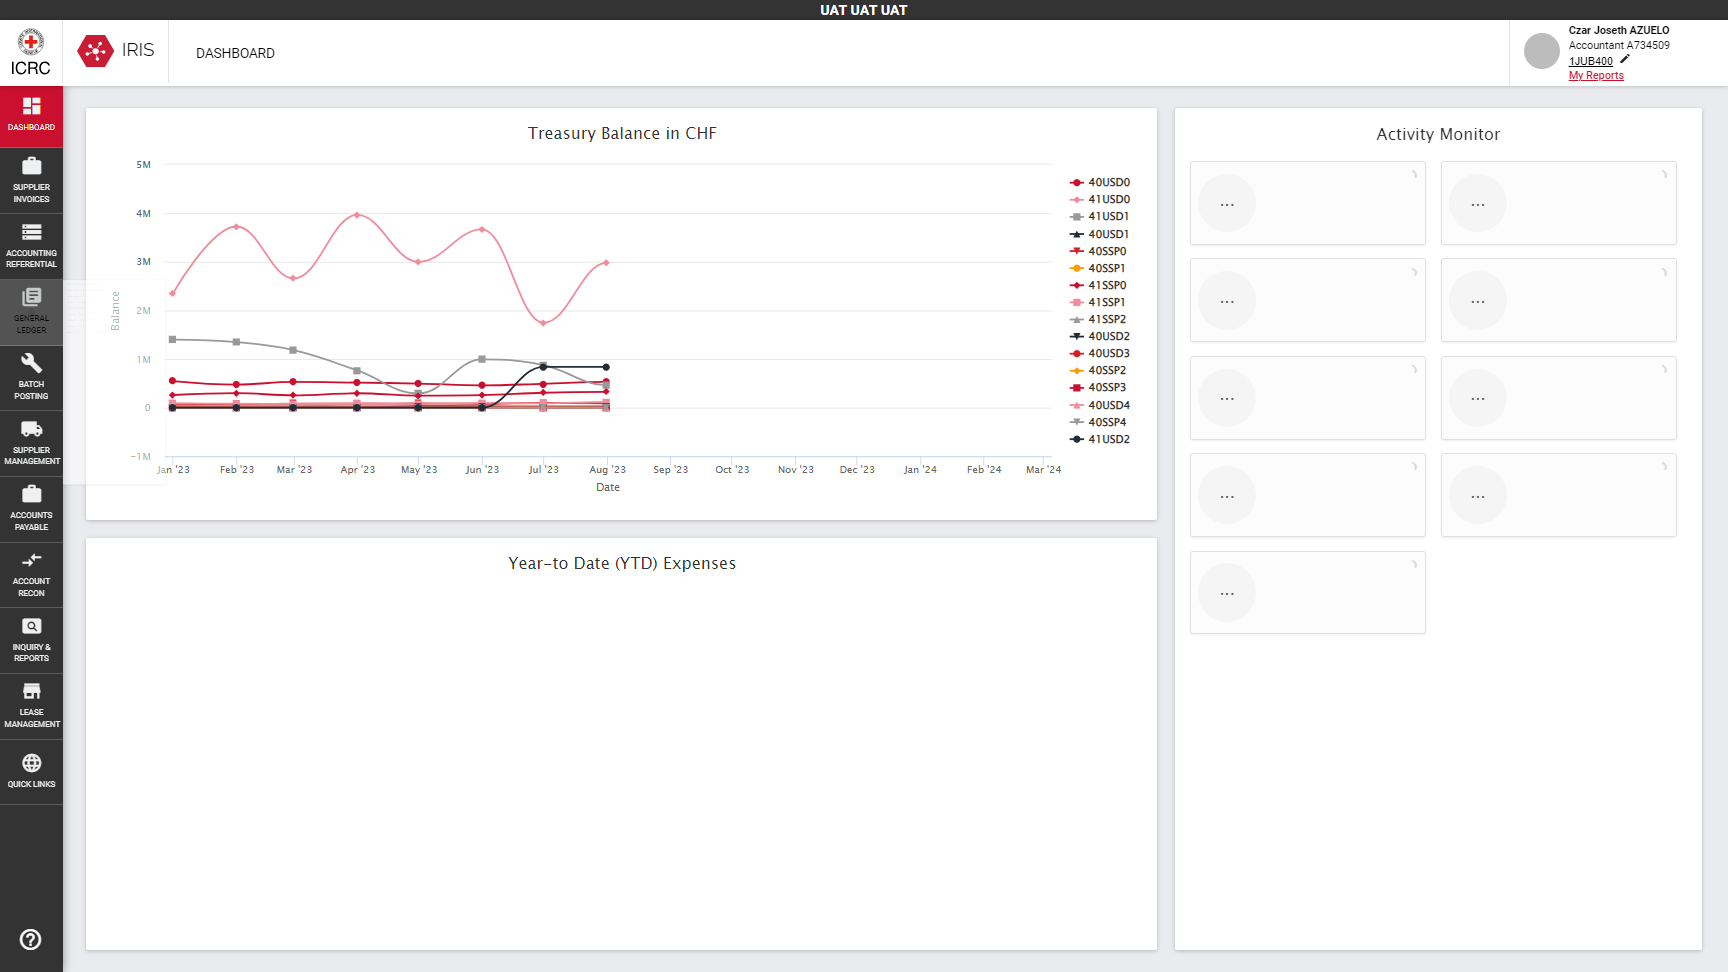 UAT UAT UAT
ICRC
IRIS
DASHBOARD
Czar Joseth AZUELO
Accountant A734509
1JUB400
My Reports
DASHBOARD
SUPPLIER
INVOICES
ACCOUNTING
REFERENTIAL
GENERAL
LEDGER
BATCH
POSTING
SUPPLIER
MANAGEMENT
ACCOUNTS
PAYABLE
ACCOUNT
RECON
INQUIRY &
REPORTS
LEASE
MANAGEMENT
QUICK LINKS
Treasury Balance in CHF
5M
4M
3M
2M
1M
0
−1M
Balance
Jan '23 Feb '23 Mar '23 Apr '23 May '23 Jun '23 Jul '23 Aug '23 Sep '23 Oct '23 Nov '23 Dec '23 Jan '24 Feb '24 Mar '24
Date
40USD0
41USD0
41USD1
40USD1
40SSP0
40SSP1
41SSP0
41SSP1
41SSP2
40USD2
40USD3
40SSP2
40SSP3
40USD4
40SSP4
41USD2
Year-to Date (YTD) Expenses
Activity Monitor
... ...
... ...
... ...
... ...
...